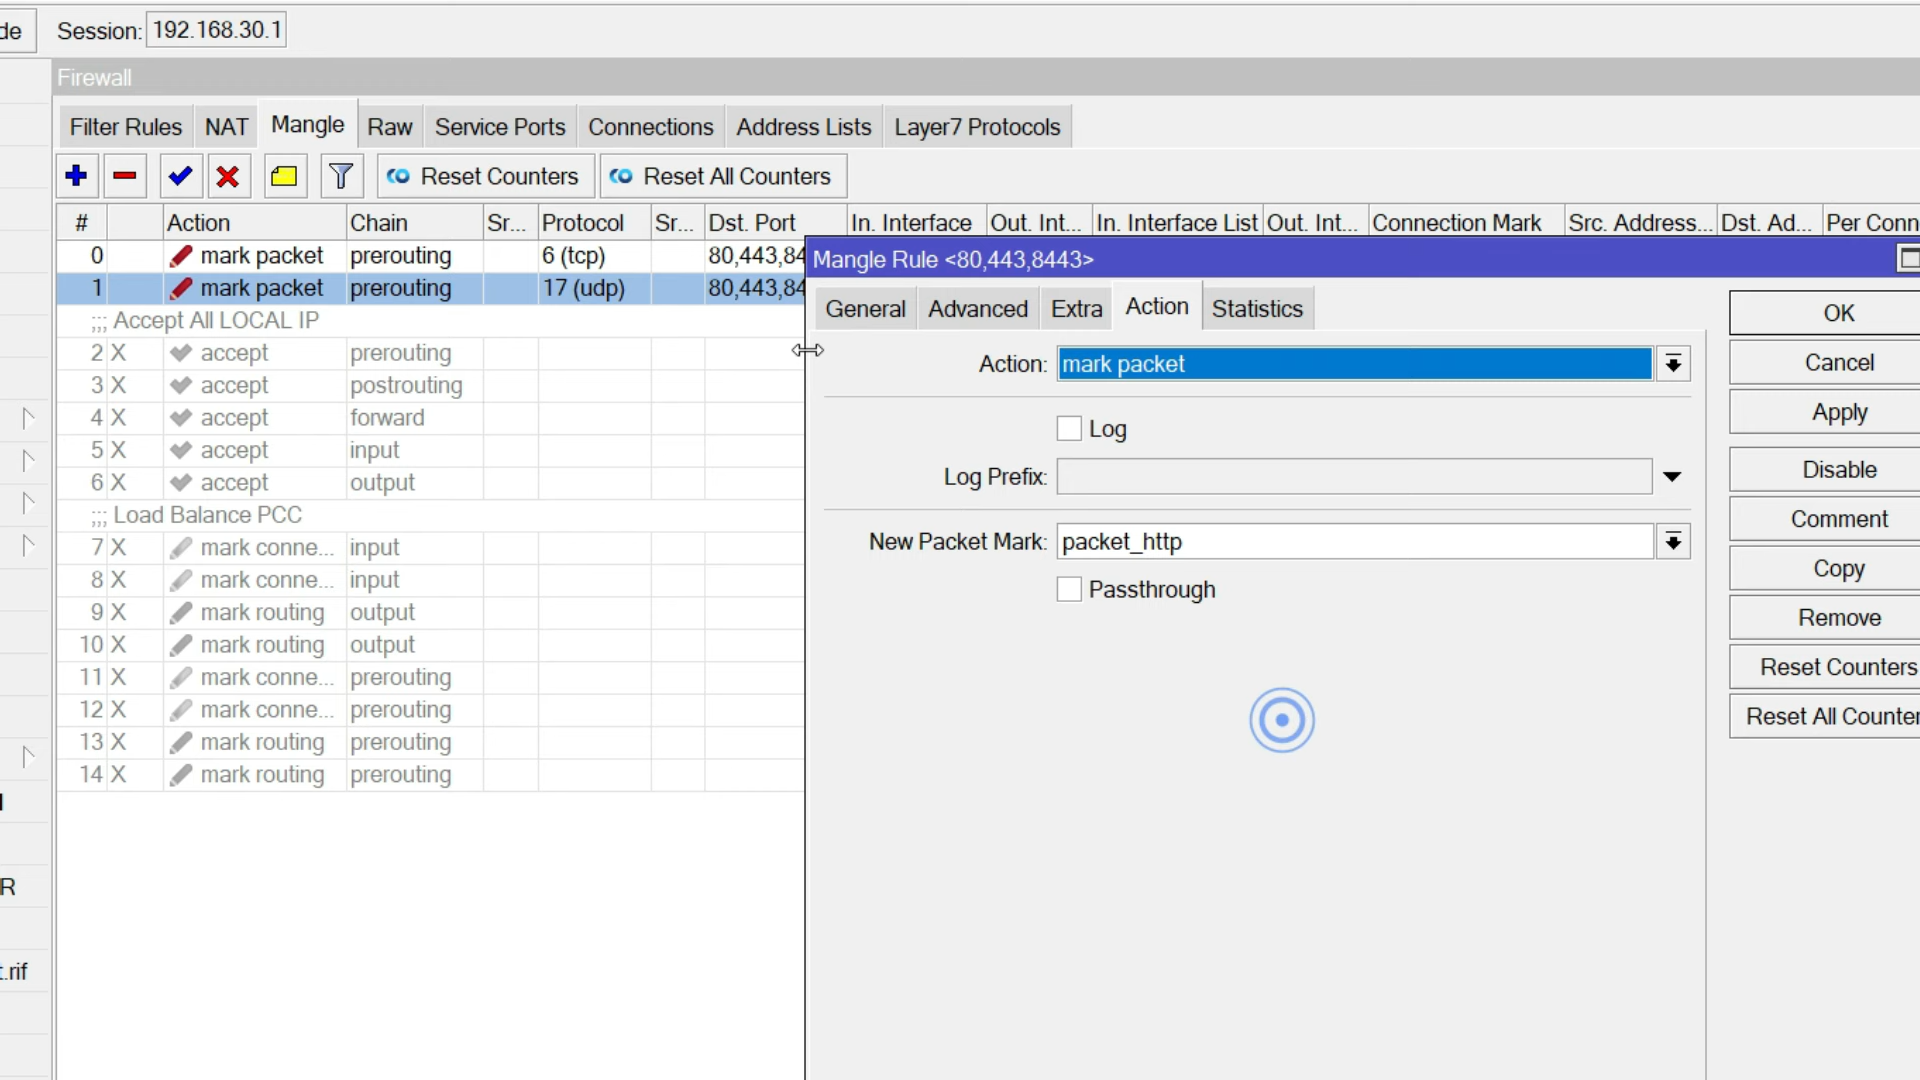 de Session: 192.168.30.1
Firewall
Filter Rules NAT Mangle Raw Service Ports Connections Address Lists Layer7 Protocols
Reset Counters Reset All Counters
# Action Chain Sr... Protocol Sr... Dst. Port In. Interface Out. Int... In. Interface List Out. Int... Connection Mark Src. Address... Dst. Ad... Per Conn
0 mark packet prerouting 6 (tcp) 80,443,84
1 mark packet prerouting 17 (udp) 80,443,84
;;; Accept All LOCAL IP
2 X accept prerouting
3 X accept postrouting
4 X accept forward
5 X accept input
6 X accept output
;;; Load Balance PCC
7 X mark conne... input
8 X mark conne... input
9 X mark routing output
10 X mark routing output
11 X mark conne... prerouting
12 X mark conne... prerouting
13 X mark routing prerouting
14 X mark routing prerouting
R
t.rif
Mangle Rule <80,443,8443>
General Advanced Extra Action Statistics
Action: mark packet
Log
Log Prefix:
New Packet Mark: packet_http
Passthrough
OK
Cancel
Apply
Disable
Comment
Copy
Remove
Reset Counters
Reset All Counter